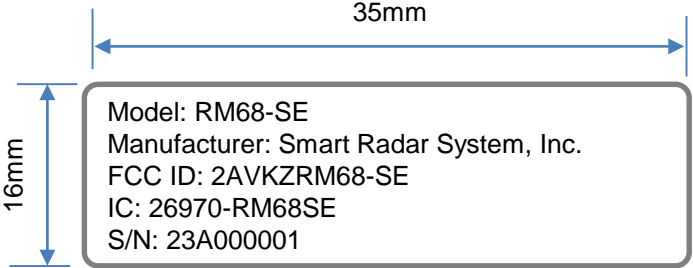 35mm
16mm
Model: RM68-SE
Manufacturer: Smart Radar System, Inc.
FCC ID: 2AVKZRM68-SE
IC: 26970-RM68SE
S/N: 23A000001